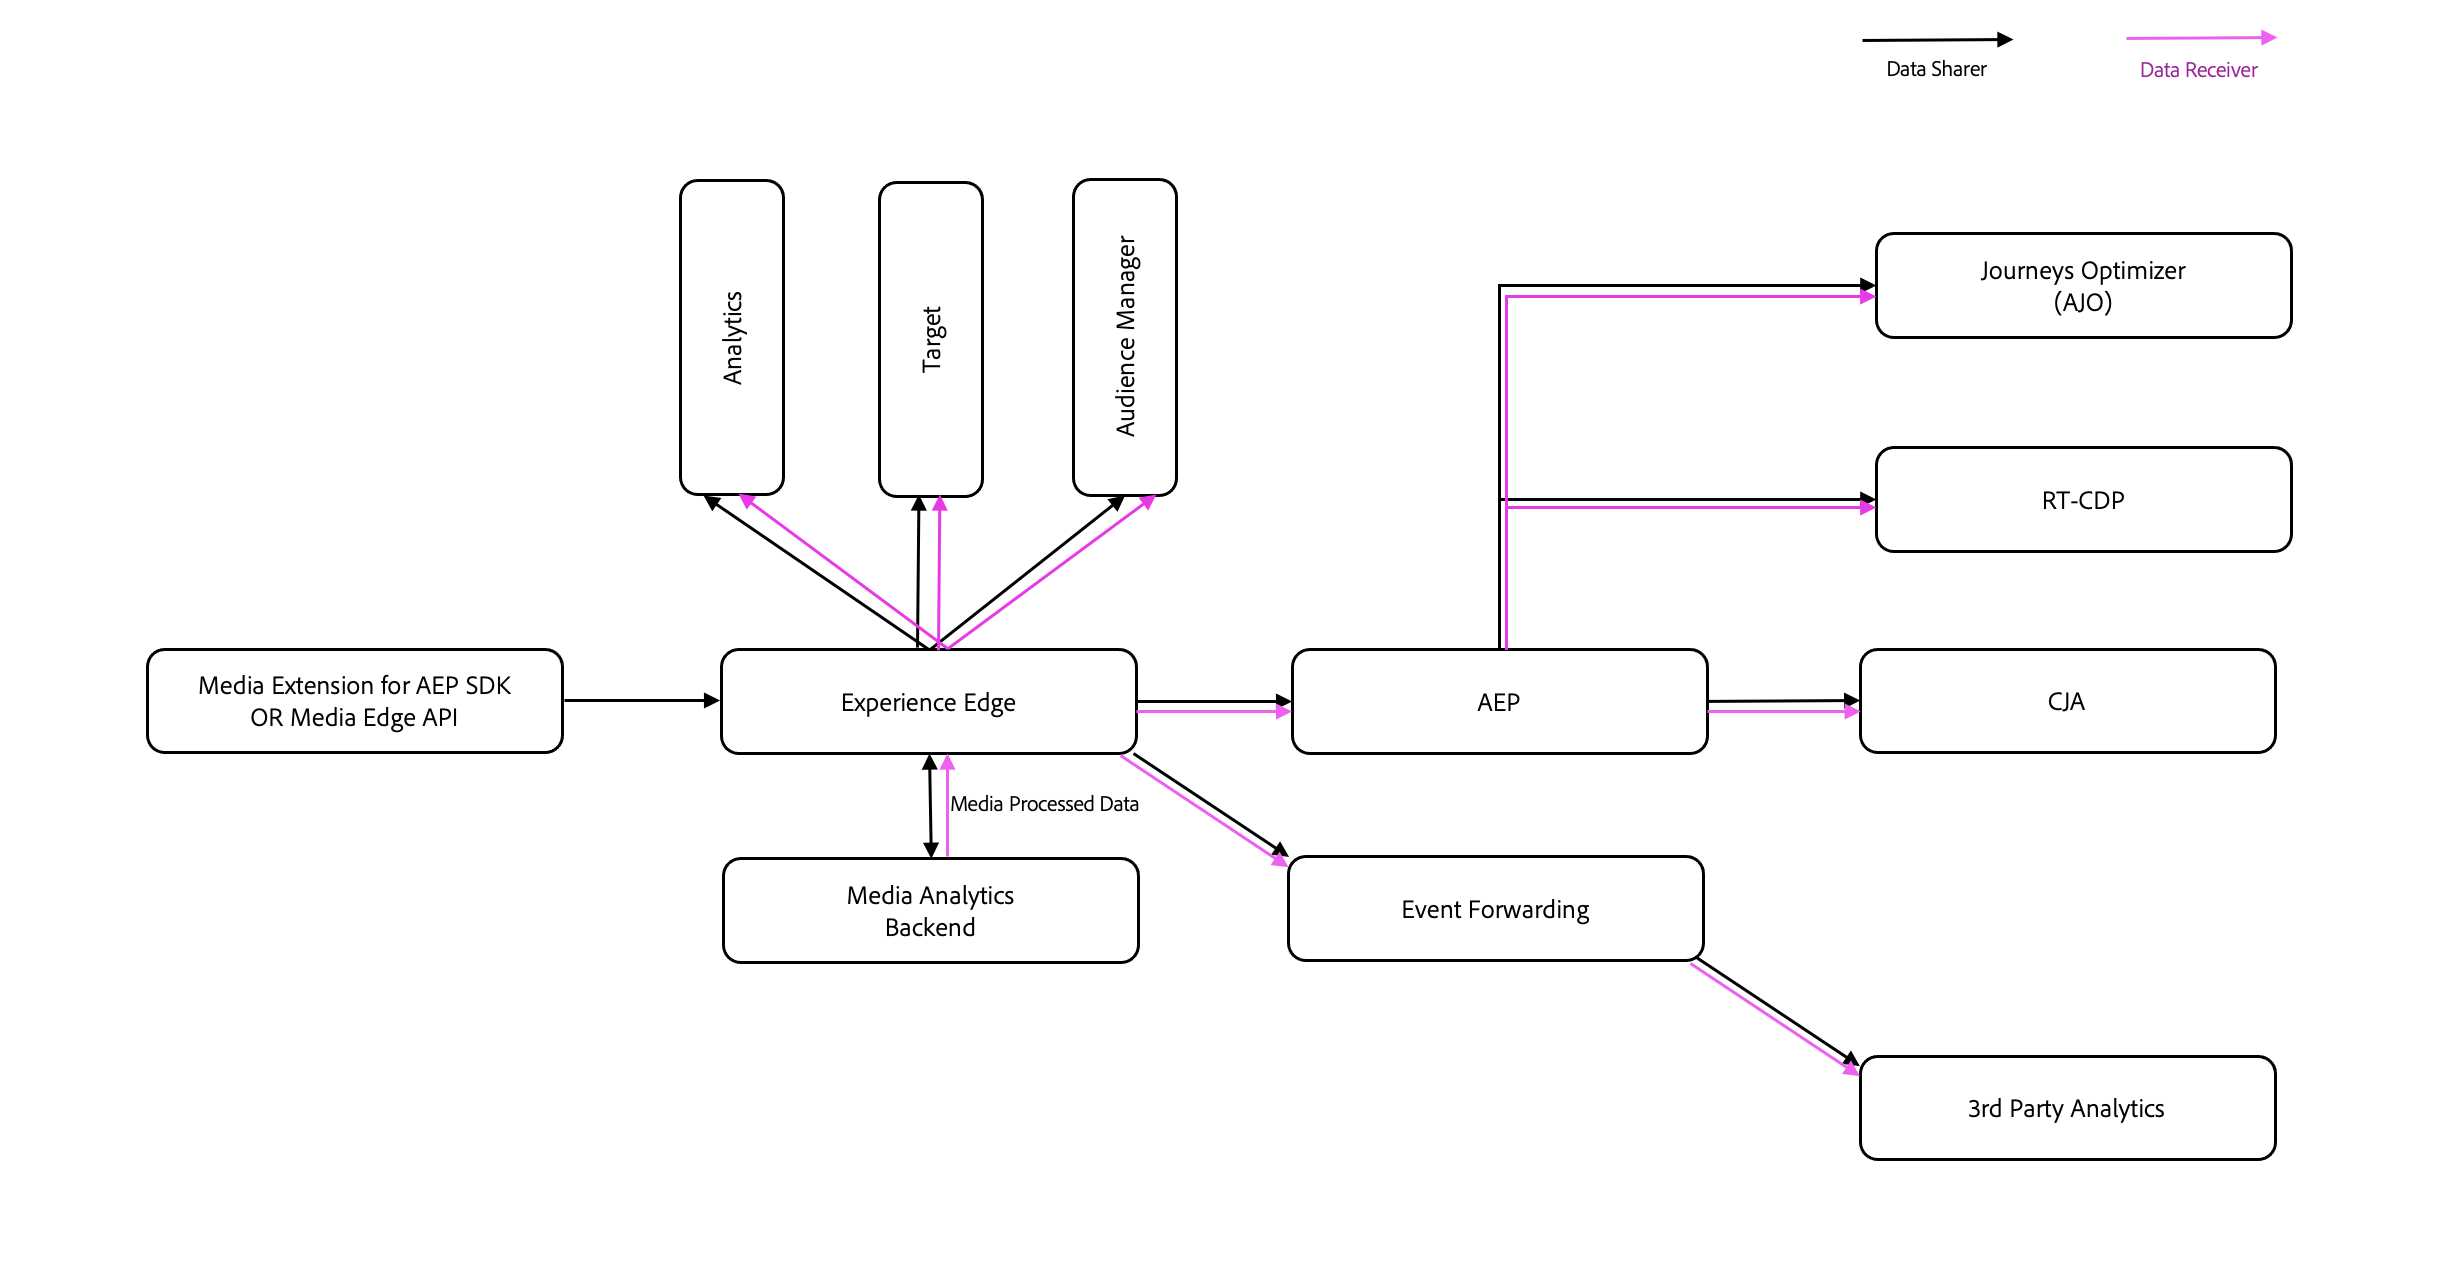 Data Sharer
Data Receiver
Analytics
Target
Audience Manager
Journeys Optimizer
(AJO)
RT-CDP
Media Extension for AEP SDK
OR Media Edge API
Experience Edge
AEP
CJA
Media Processed Data
Media Analytics
Backend
Event Forwarding
3rd Party Analytics